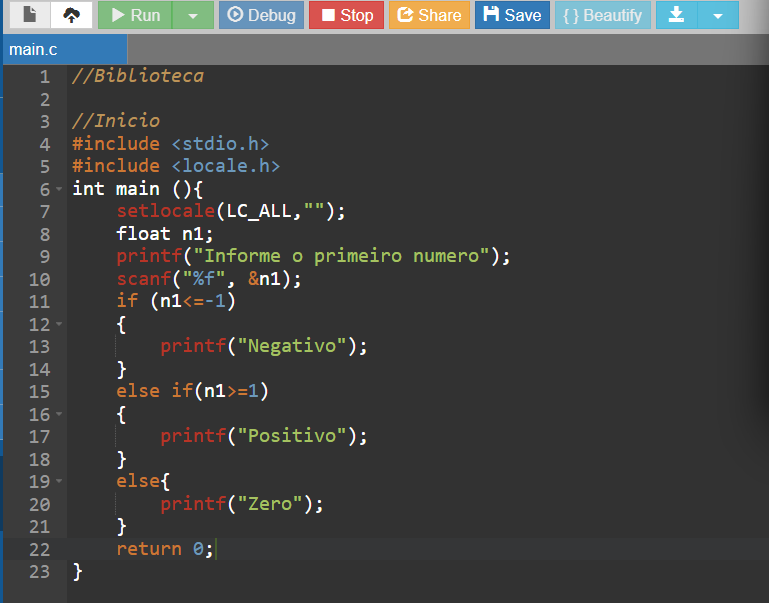 Run Debug Stop Share Save { } Beautify
main.c
1 //Biblioteca
2
3 //Inicio
4 #include <stdio.h>
5 #include <locale.h>
6 int main (){
7     setlocale(LC_ALL,"");
8     float n1;
9     printf("Informe o primeiro numero");
10     scanf("%f", &n1);
11     if (n1<=-1)
12     {
13         printf("Negativo");
14     }
15     else if(n1>=1)
16     {
17         printf("Positivo");
18     }
19     else{
20         printf("Zero");
21     }
22     return 0;
23 }